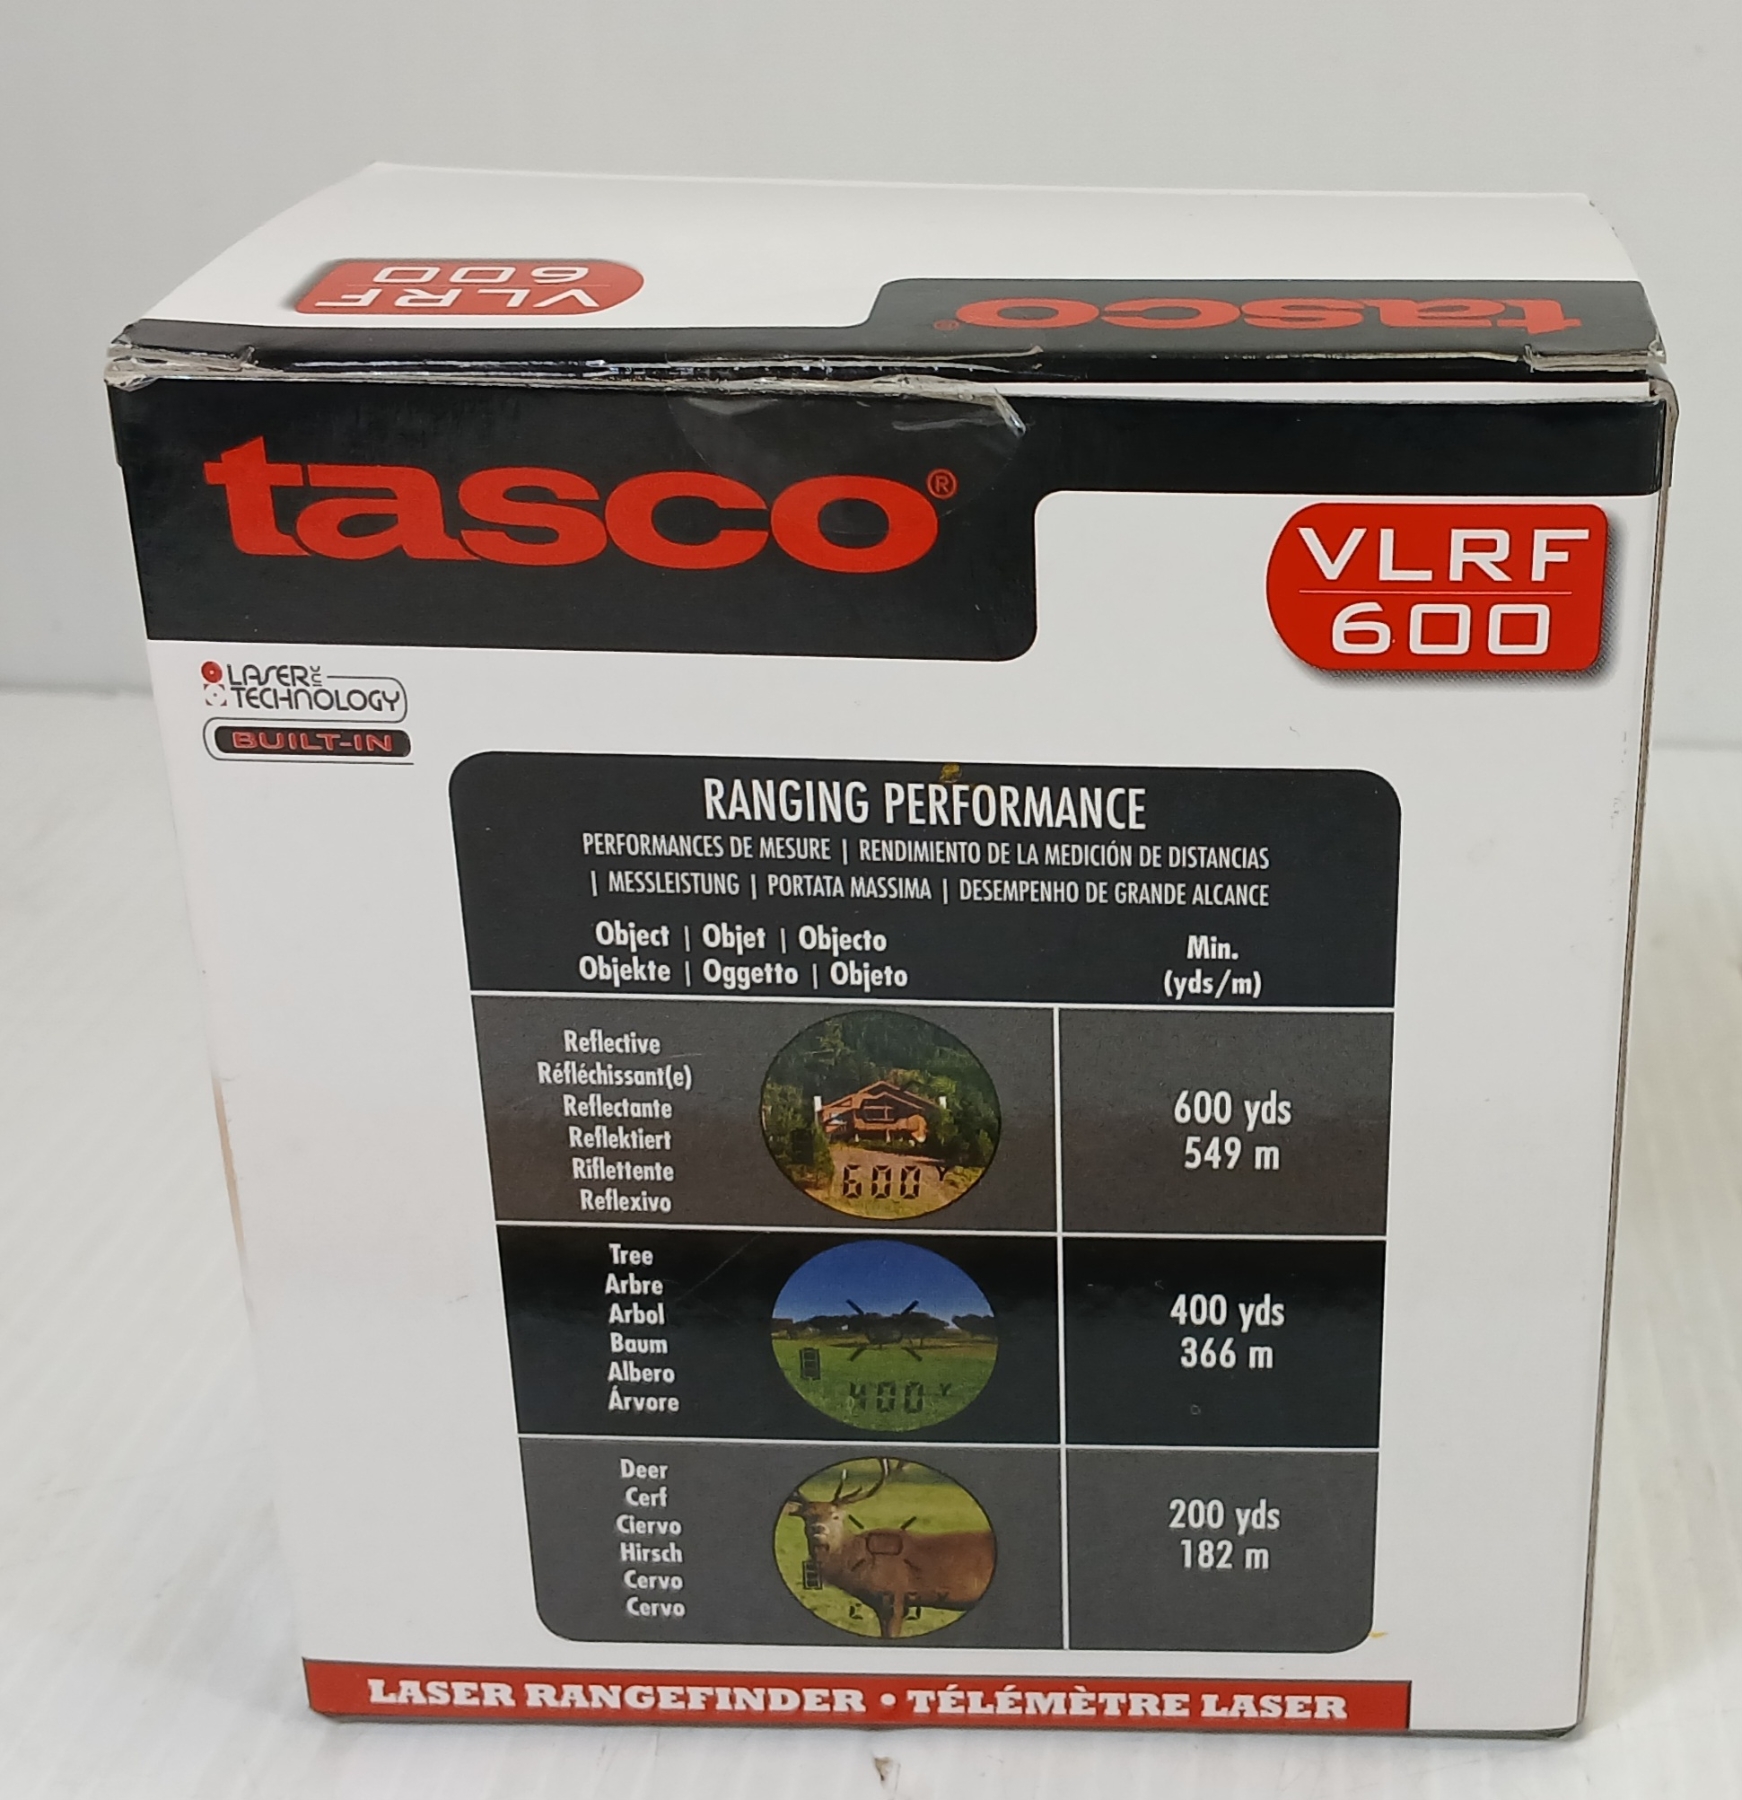 VLRF
600
tasco®
tasco®
VLRF
600
LASER INC
TECHNOLOGY
BUILT-IN
RANGING PERFORMANCE
PERFORMANCES DE MESURE | RENDIMIENTO DE LA MEDICIÓN DE DISTANCIAS
| MESSLEISTUNG | PORTATA MASSIMA | DESEMPENHO DE GRANDE ALCANCE
Object | Objet | Objecto
Objekte | Oggetto | Objeto
Min.
(yds/m)
Reflective
Réfléchissant(e)
Reflectante
Reflektiert
Riflettente
Reflexivo
600 Y
600 yds
549 m
Tree
Arbre
Arbol
Baum
Albero
Árvore
400 Y
400 yds
366 m
Deer
Cerf
Ciervo
Hirsch
Cervo
Cervo
200 yds
182 m
LASER RANGEFINDER • TÉLÉMÈTRE LASER